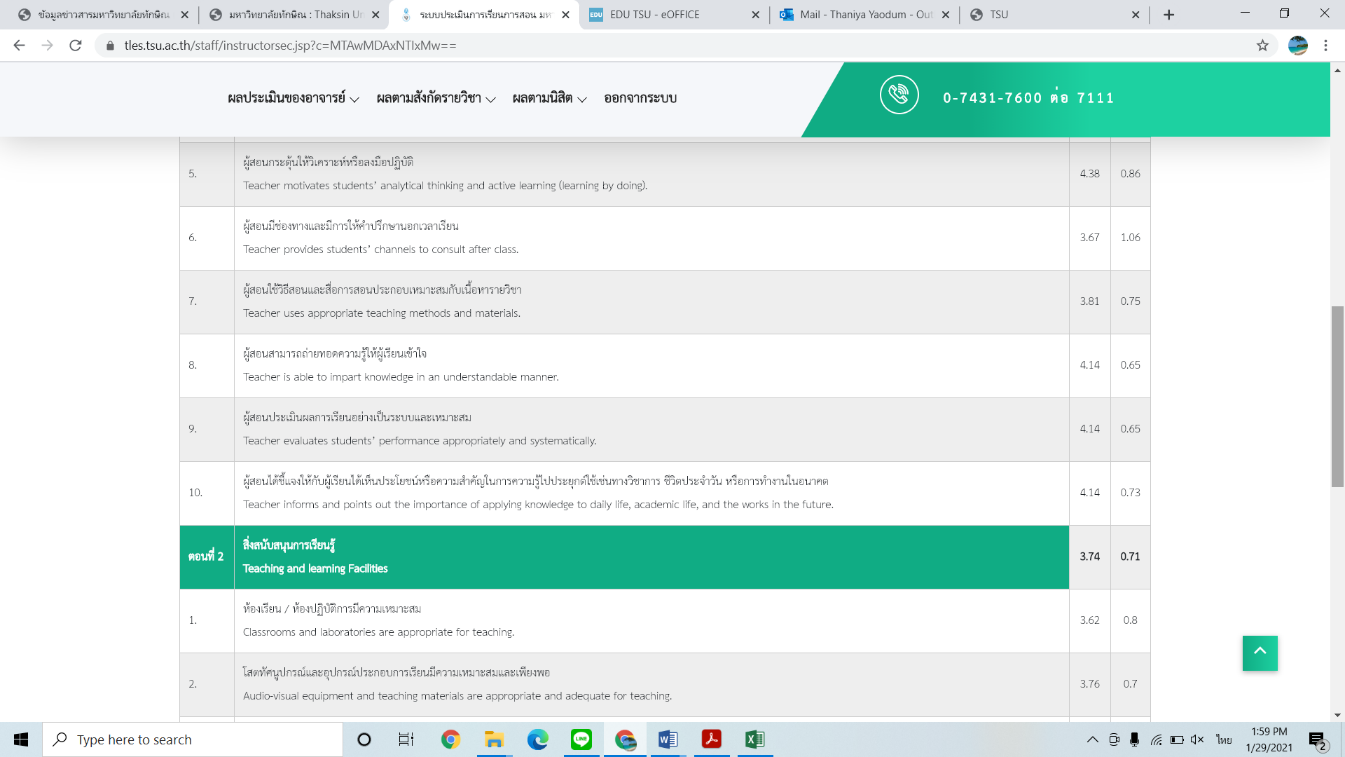 ข้อมูลข่าวสารมหาวิทยาลัยทักษิณ
มหาวิทยาลัยทักษิณ : Thaksin Un
ระบบประเมินการเรียนการสอน มห
EDU TSU - eOFFICE
Mail - Thaniya Yaodum - Out
TSU
tles.tsu.ac.th/staff/instructorsec.jsp?c=MTAwMDAxNTIxMw==
ผลประเมินของอาจารย์ ผลตามสังกัดรายวิชา ผลตามนิสิต ออกจากระบบ
0-7431-7600 ต่อ 7111
5. ผู้สอนกระตุ้นให้วิเคราะห์หรือลงมือปฏิบัติ
Teacher motivates students' analytical thinking and active learning (learning by doing). 4.38 0.86
6. ผู้สอนมีช่องทางและมีการให้คำปรึกษานอกเวลาเรียน
Teacher provides students' channels to consult after class. 3.67 1.06
7. ผู้สอนใช้วิธีสอนและสื่อการสอนประกอบเหมาะสมกับเนื้อหารายวิชา
Teacher uses appropriate teaching methods and materials. 3.81 0.75
8. ผู้สอนสามารถถ่ายทอดความรู้ให้ผู้เรียนเข้าใจ
Teacher is able to impart knowledge in an understandable manner. 4.14 0.65
9. ผู้สอนประเมินผลการเรียนอย่างเป็นระบบและเหมาะสม
Teacher evaluates students' performance appropriately and systematically. 4.14 0.65
10. ผู้สอนได้ชี้แจงให้กับผู้เรียนได้เห็นประโยชน์หรือความสำคัญในการความรู้ไปประยุกต์ใช้เช่นทางวิชาการ ชีวิตประจำวัน หรือการทำงานในอนาคต
Teacher informs and points out the importance of applying knowledge to daily life, academic life, and the works in the future. 4.14 0.73
ตอนที่ 2 สิ่งสนับสนุนการเรียนรู้
Teaching and learning Facilities 3.74 0.71
1. ห้องเรียน / ห้องปฏิบัติการมีความเหมาะสม
Classrooms and laboratories are appropriate for teaching. 3.62 0.8
2. โสตทัศนูปกรณ์และอุปกรณ์ประกอบการเรียนมีความเหมาะสมและเพียงพอ
Audio-visual equipment and teaching materials are appropriate and adequate for teaching. 3.76 0.7
Type here to search
ไทย
1:59 PM
1/29/2021
2